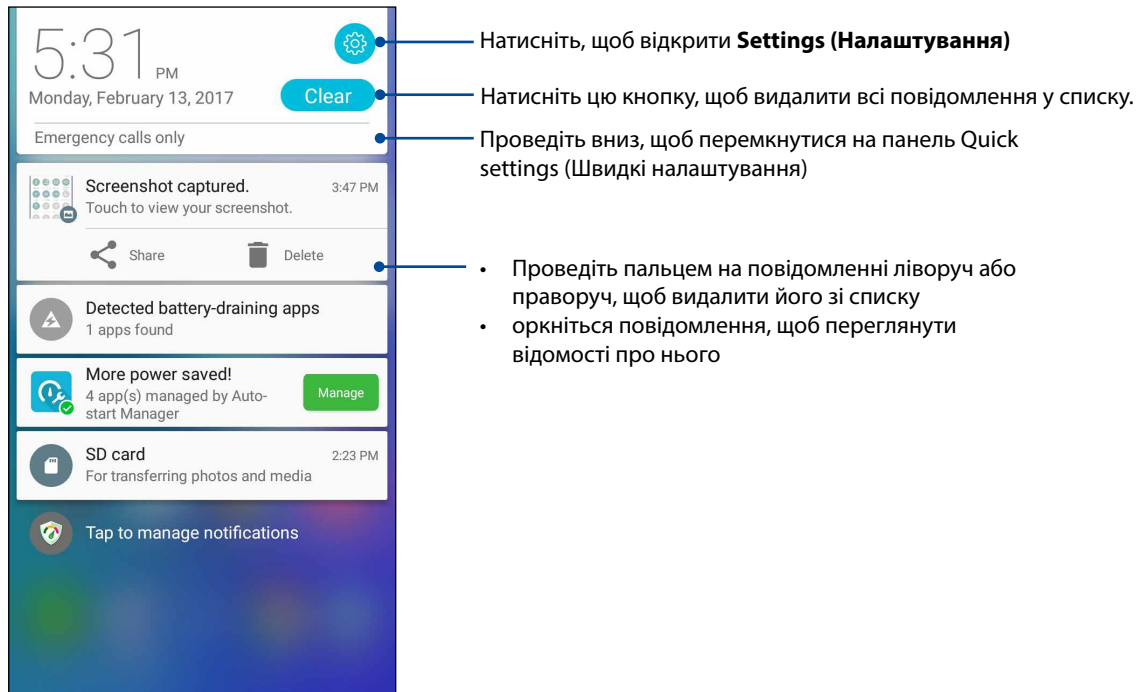 5:31 PM
Monday, February 13, 2017
Clear
Emergency calls only
Screenshot captured.
3:47 PM
Touch to view your screenshot.
Share
Delete
Detected battery-draining apps
1 apps found
More power saved!
4 app(s) managed by Auto-
start Manager
Manage
SD card
2:23 PM
For transferring photos and media
Tap to manage notifications
Натисніть, щоб відкрити Settings (Налаштування)
Натисніть цю кнопку, щоб видалити всі повідомлення у списку.
Проведіть вниз, щоб перемкнутися на панель Quick
settings (Швидкі налаштування)
• Проведіть пальцем на повідомленні ліворуч або
праворуч, щоб видалити його зі списку
• оркніться повідомлення, щоб переглянути
відомості про нього